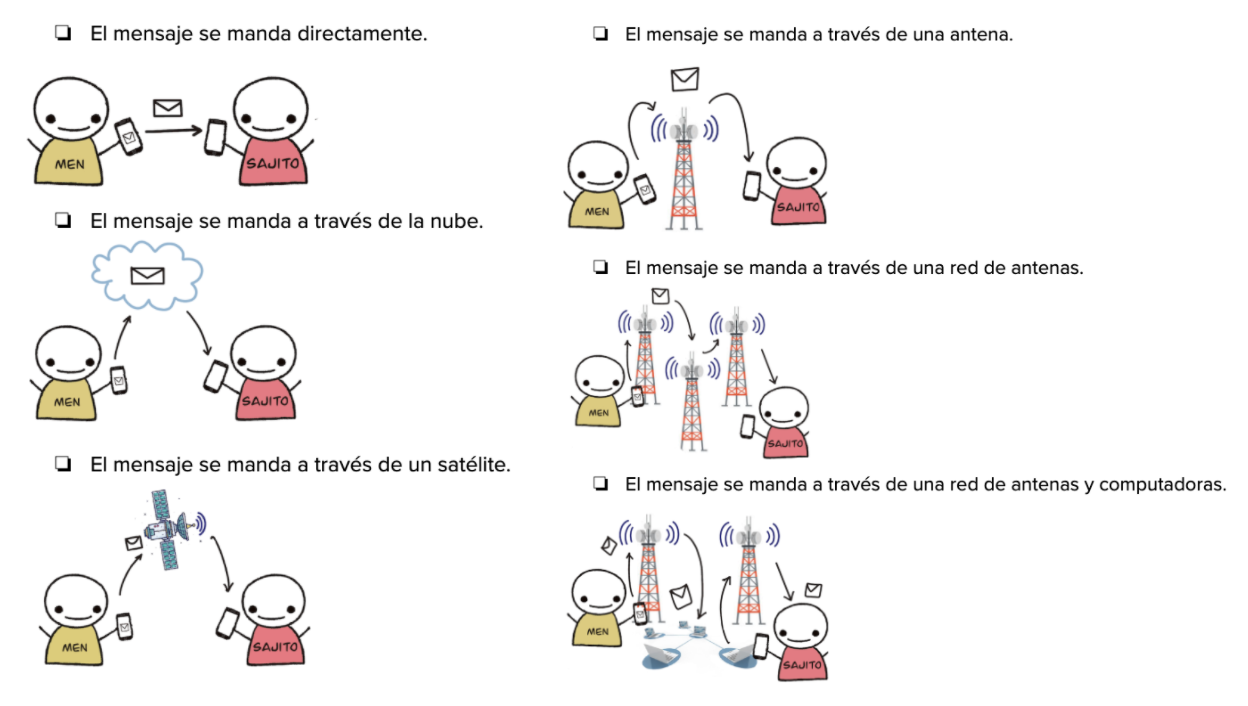 El mensaje se manda directamente.
MEN
SAJITO
El mensaje se manda a través de la nube.
MEN
SAJITO
El mensaje se manda a través de un satélite.
MEN
SAJITO
El mensaje se manda a través de una antena.
MEN
SAJITO
El mensaje se manda a través de una red de antenas.
MEN
SAJITO
El mensaje se manda a través de una red de antenas y computadoras.
MEN
SAJITO